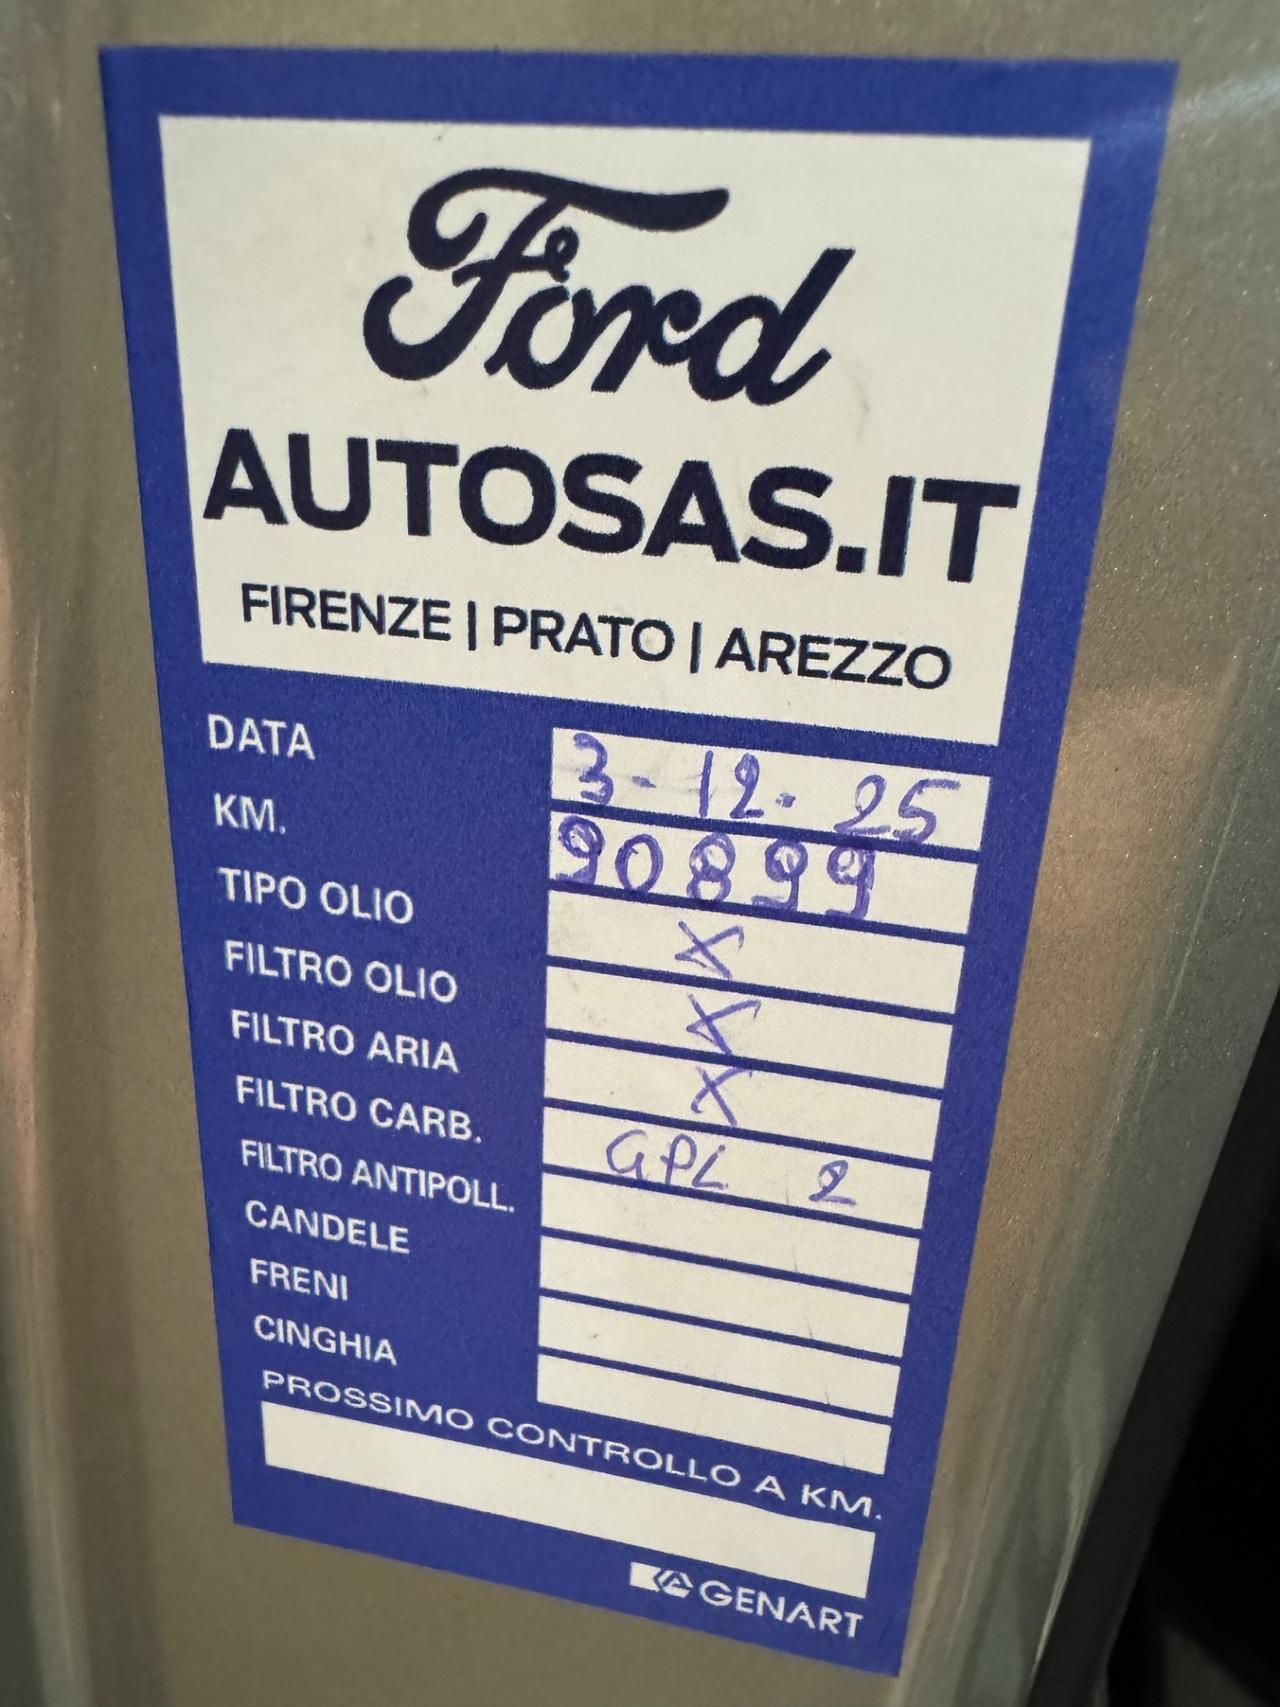 Ford
AUTOSAS.IT
FIRENZE | PRATO | AREZZO
DATA 3-12-25
KM. 90899
TIPO OLIO X
FILTRO OLIO X
FILTRO ARIA X
FILTRO CARB. GPL 2
FILTRO ANTIPOLL.
CANDELE
FRENI
CINGHIA
PROSSIMO CONTROLLO A KM.
GENART